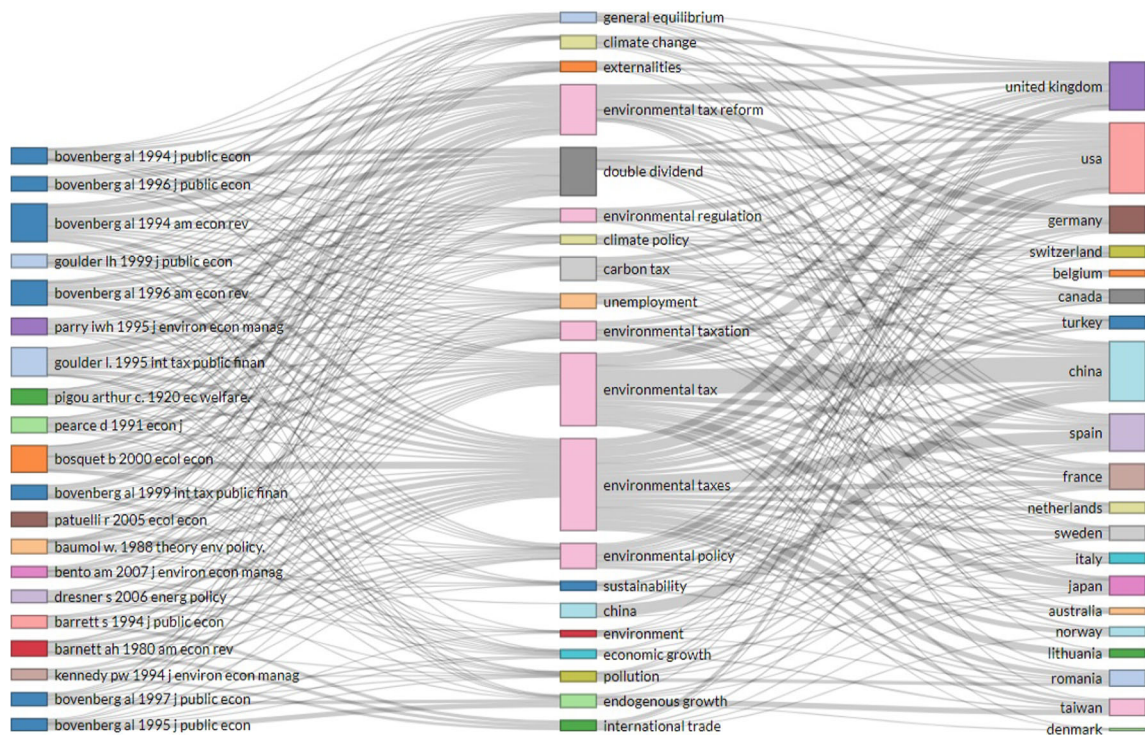 bovenberg al 1994 j public econ
bovenberg al 1996 j public econ
bovenberg al 1994 am econ rev
goulder lh 1999 j public econ
bovenberg al 1996 am econ rev
parry iwh 1995 j environ econ manag
goulder l. 1995 int tax public finan
pigou arthur c. 1920 ec welfare.
pearce d 1991 econ j
bosquet b 2000 ecol econ
bovenberg al 1999 int tax public finan
patuelli r 2005 ecol econ
baumol w. 1988 theory env policy.
bento am 2007 j environ econ manag
dresner s 2006 energ policy
barrett s 1994 j public econ
barnett ah 1980 am econ rev
kennedy pw 1994 j environ econ manag
bovenberg al 1997 j public econ
bovenberg al 1995 j public econ
general equilibrium
climate change
externalities
environmental tax reform
double dividend
environmental regulation
climate policy
carbon tax
unemployment
environmental taxation
environmental tax
environmental taxes
environmental policy
sustainability
china
environment
economic growth
pollution
endogenous growth
international trade
united kingdom
usa
germany
switzerland
belgium
canada
turkey
china
spain
france
netherlands
sweden
italy
japan
australia
norway
lithuania
romania
taiwan
denmark